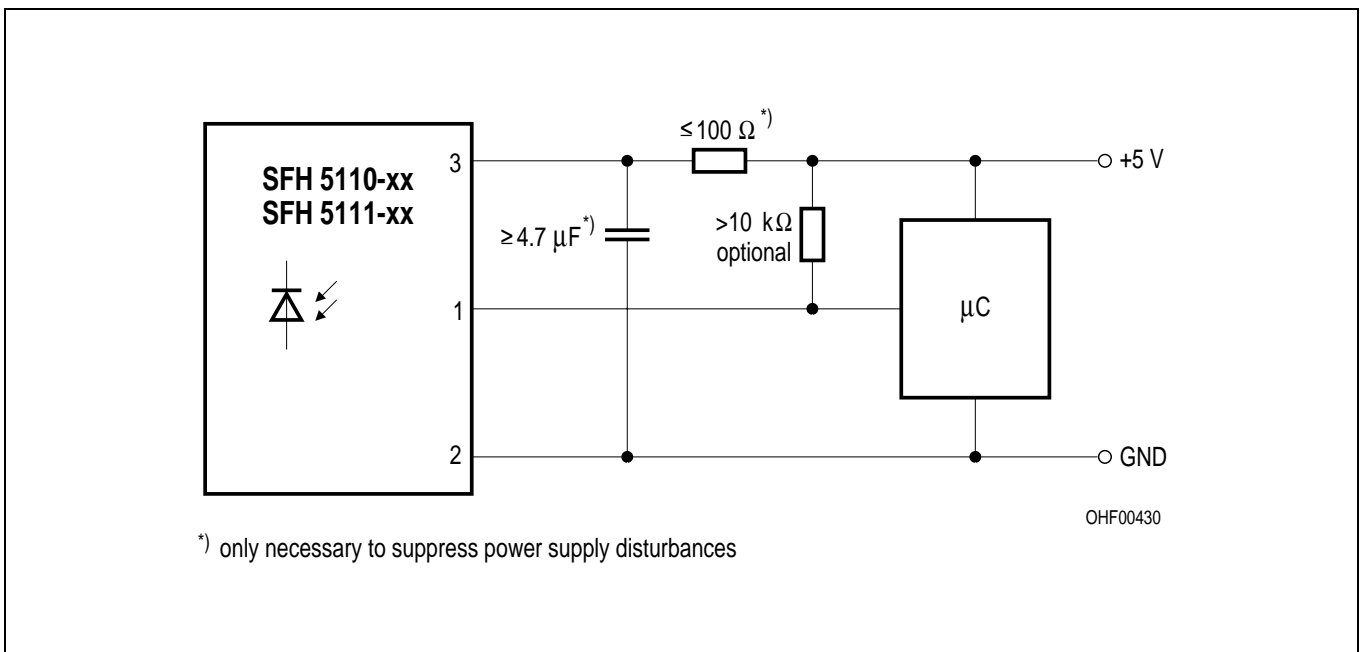 ≤100 Ω *)
3
+5 V
SFH 5110-xx
SFH 5111-xx
≥4.7 µF *)
>10 kΩ
optional
1
µC
2
GND
OHF00430
*) only necessary to suppress power supply disturbances